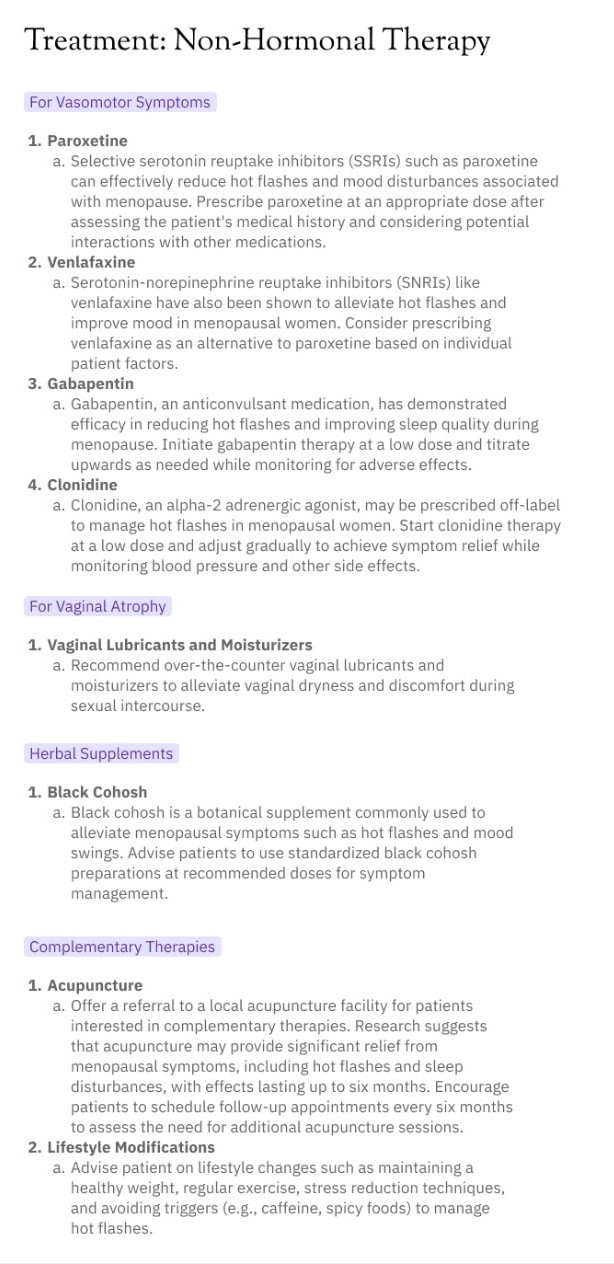 Treatment: Non-Hormonal Therapy
For Vasomotor Symptoms
1. Paroxetine
a. Selective serotonin reuptake inhibitors (SSRIs) such as paroxetine
can effectively reduce hot flashes and mood disturbances associated
with menopause. Prescribe paroxetine at an appropriate dose after
assessing the patient's medical history and considering potential
interactions with other medications.
2. Venlafaxine
a. Serotonin-norepinephrine reuptake inhibitors (SNRIs) like
venlafaxine have also been shown to alleviate hot flashes and
improve mood in menopausal women. Consider prescribing
venlafaxine as an alternative to paroxetine based on individual
patient factors.
3. Gabapentin
a. Gabapentin, an anticonvulsant medication, has demonstrated
efficacy in reducing hot flashes and improving sleep quality during
menopause. Initiate gabapentin therapy at a low dose and titrate
upwards as needed while monitoring for adverse effects.
4. Clonidine
a. Clonidine, an alpha-2 adrenergic agonist, may be prescribed off-label
to manage hot flashes in menopausal women. Start clonidine therapy
at a low dose and adjust gradually to achieve symptom relief while
monitoring blood pressure and other side effects.
For Vaginal Atrophy
1. Vaginal Lubricants and Moisturizers
a. Recommend over-the-counter vaginal lubricants and
moisturizers to alleviate vaginal dryness and discomfort during
sexual intercourse.
Herbal Supplements
1. Black Cohosh
a. Black cohosh is a botanical supplement commonly used to
alleviate menopausal symptoms such as hot flashes and mood
swings. Advise patients to use standardized black cohosh
preparations at recommended doses for symptom
management.
Complementary Therapies
1. Acupuncture
a. Offer a referral to a local acupuncture facility for patients
interested in complementary therapies. Research suggests
that acupuncture may provide significant relief from
menopausal symptoms, including hot flashes and sleep
disturbances, with effects lasting up to six months. Encourage
patients to schedule follow-up appointments every six months
to assess the need for additional acupuncture sessions.
2. Lifestyle Modifications
a. Advise patient on lifestyle changes such as maintaining a
healthy weight, regular exercise, stress reduction techniques,
and avoiding triggers (e.g., caffeine, spicy foods) to manage
hot flashes.